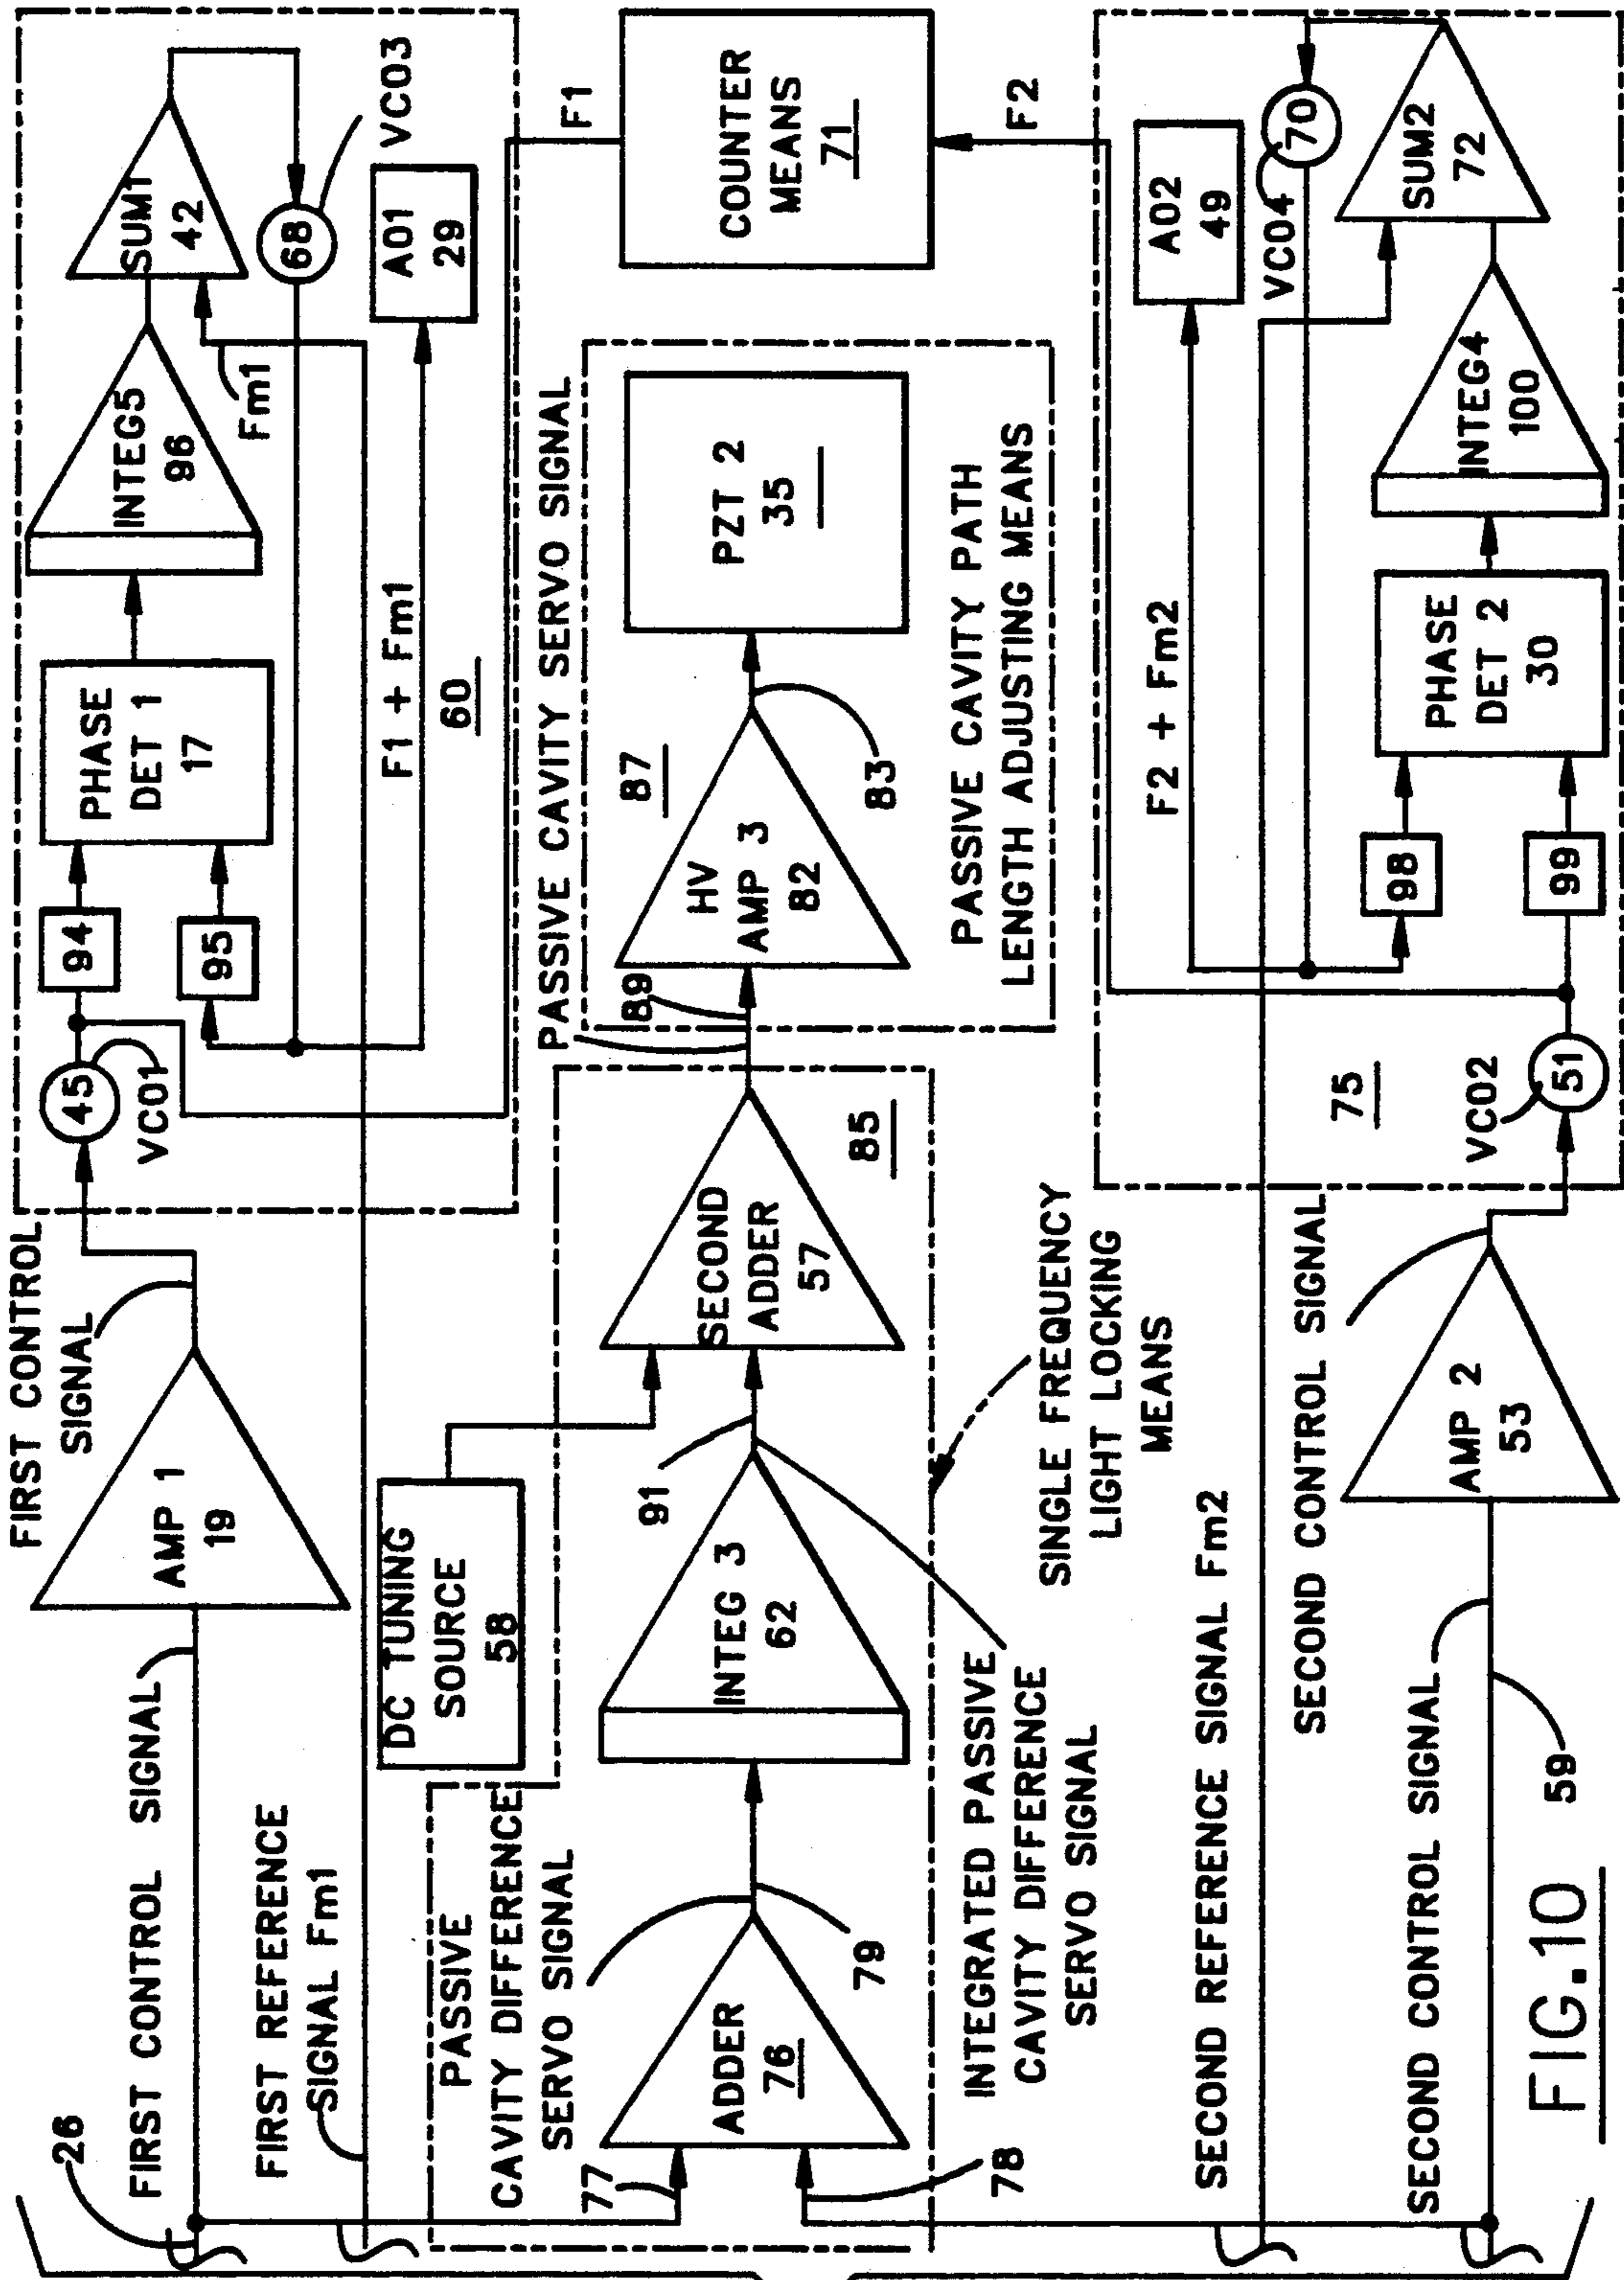 FIRST CONTROL
SIGNAL
45
VCO1
94
95
PHASE
DET 1
17
INTEG5
96
SUM1
42
68
VCO3
Fm1
F1 + Fm1
60
AO1
29
26
FIRST CONTROL SIGNAL
AMP 1
19
FIRST REFERENCE
SIGNAL Fm1
DC TUNING
SOURCE
58
PASSIVE
CAVITY DIFFERENCE
SERVO SIGNAL
77
78
ADDER
76
79
INTEG 3
62
91
SECOND
ADDER
57
85
INTEGRATED PASSIVE
CAVITY DIFFERENCE
SERVO SIGNAL
SINGLE FREQUENCY
LIGHT LOCKING
MEANS
PASSIVE CAVITY SERVO SIGNAL
89
HV
AMP 3
82
87
83
PZT 2
35
PASSIVE CAVITY PATH
LENGTH ADJUSTING MEANS
F1
COUNTER
MEANS
71
F2
SECOND REFERENCE SIGNAL Fm2
SECOND CONTROL SIGNAL
59
AMP 2
53
SECOND CONTROL SIGNAL
75
VCO2
51
F2 + Fm2
98
99
PHASE
DET 2
30
INTEG4
100
AO2
49
VCO4
70
SUM2
72
FIG.10